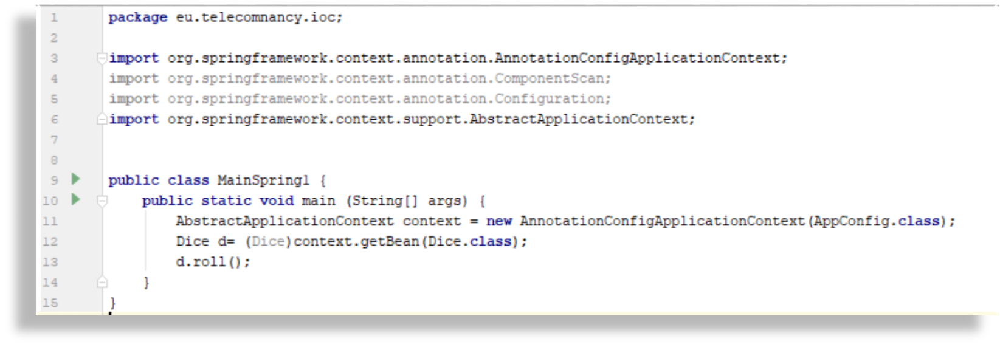 1 package eu.telecomnancy.ioc;
2
3 import org.springframework.context.annotation.AnnotationConfigApplicationContext;
4 import org.springframework.context.annotation.ComponentScan;
5 import org.springframework.context.annotation.Configuration;
6 import org.springframework.context.support.AbstractApplicationContext;
7
8
9 public class MainSpring1 {
10     public static void main (String[] args) {
11         AbstractApplicationContext context = new AnnotationConfigApplicationContext(AppConfig.class);
12         Dice d= (Dice)context.getBean(Dice.class);
13         d.roll();
14     }
15 }